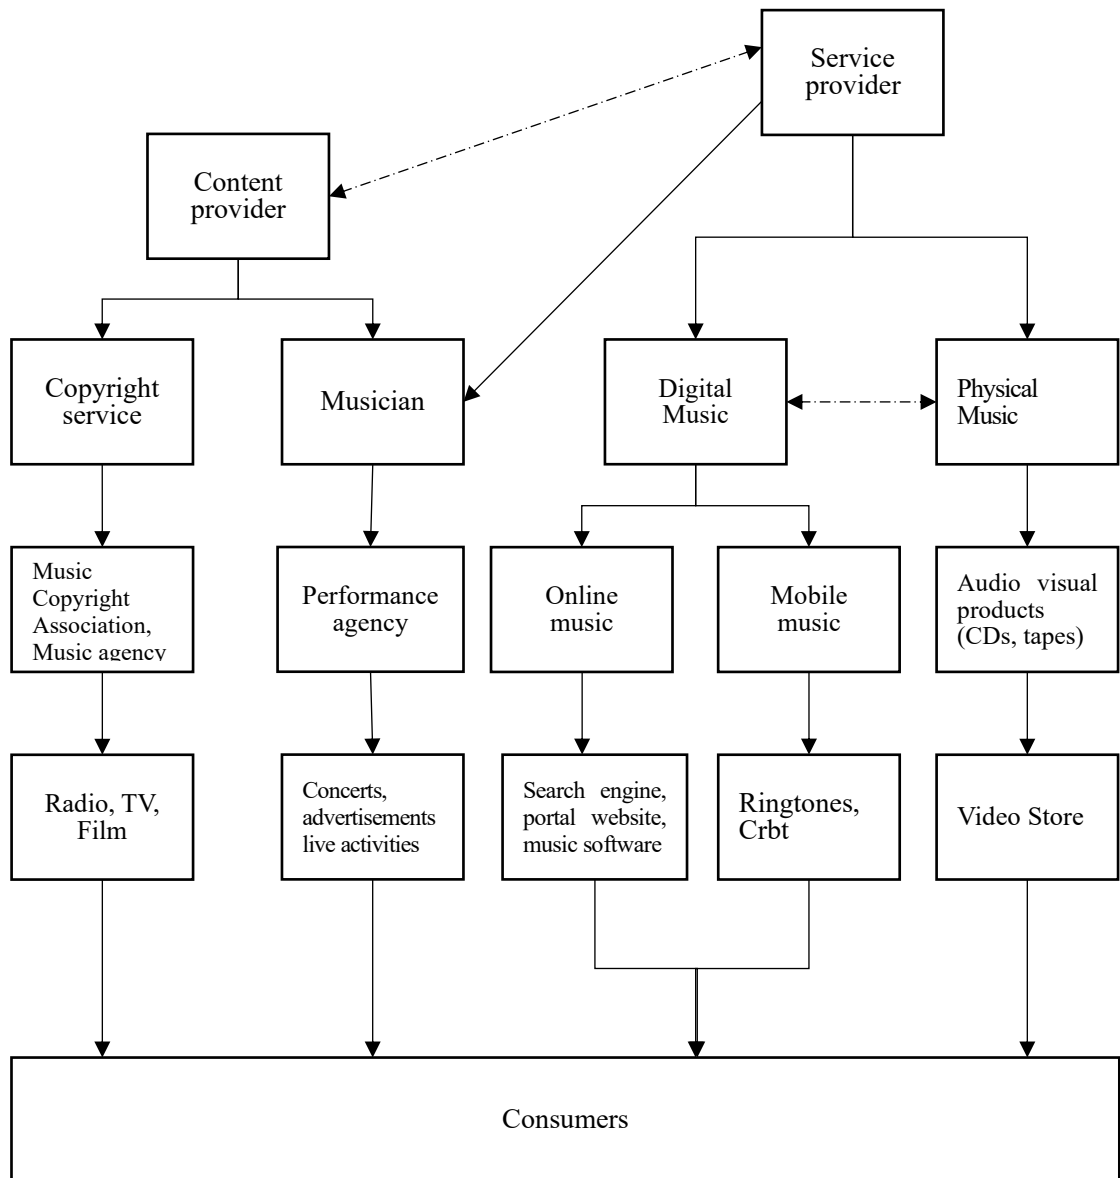 Service
provider
Content
provider
Copyright
service
Musician
Digital
Music
Physical
Music
Music
Copyright
Association,
Music agency
Performance
agency
Online
music
Mobile
music
Audio visual
products
(CDs, tapes)
Radio, TV,
Film
Concerts,
advertisements
live activities
Search engine,
portal website,
music software
Ringtones,
Crbt
Video Store
Consumers